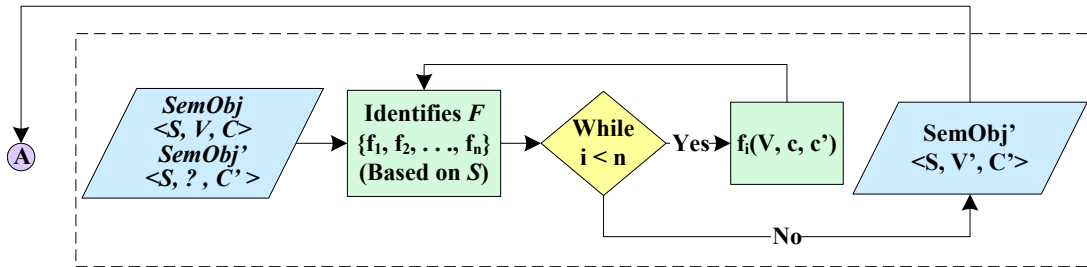 A
SemObj
<S, V, C>
SemObj’
<S, ? , C’ >
Identifies F
{f₁, f₂, . . ., fₙ}
(Based on S)
While
i < n
Yes
fᵢ(V, c, c’)
SemObj’
<S, V’, C’>
No